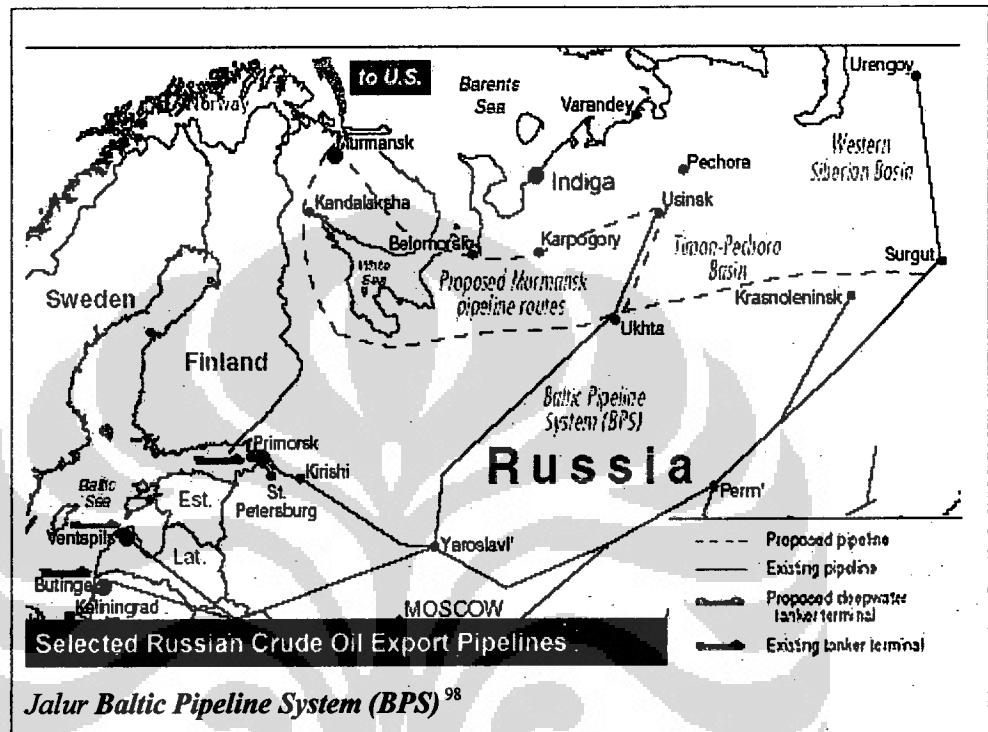 to U.S.
Urengoy
Barents
Sea
Varandey
Norway
Murmansk
Western
Siberian Basin
Pechora
Indiga
Kandalaksha
Usinsk
Belomorsk
Karpogory
Timan-Pechora
Basin
White
Sea
Surgut
Proposed Murmansk
pipeline routes
Krasnoleninsk
Sweden
Ukhta
Finland
Baltic Pipeline
System (BPS)
Primorsk
Russia
Kirishi
Baltic
Sea
Est.
St.
Petersburg
Perm'
Ventspils
Yaroslavl'
Lat.
Proposed pipeline
Existing pipeline
Butinge
Kaliningrad
MOSCOW
Proposed deepwater
tanker terminal
Existing tanker terminal
Selected Russian Crude Oil Export Pipelines
Jalur Baltic Pipeline System (BPS) 98